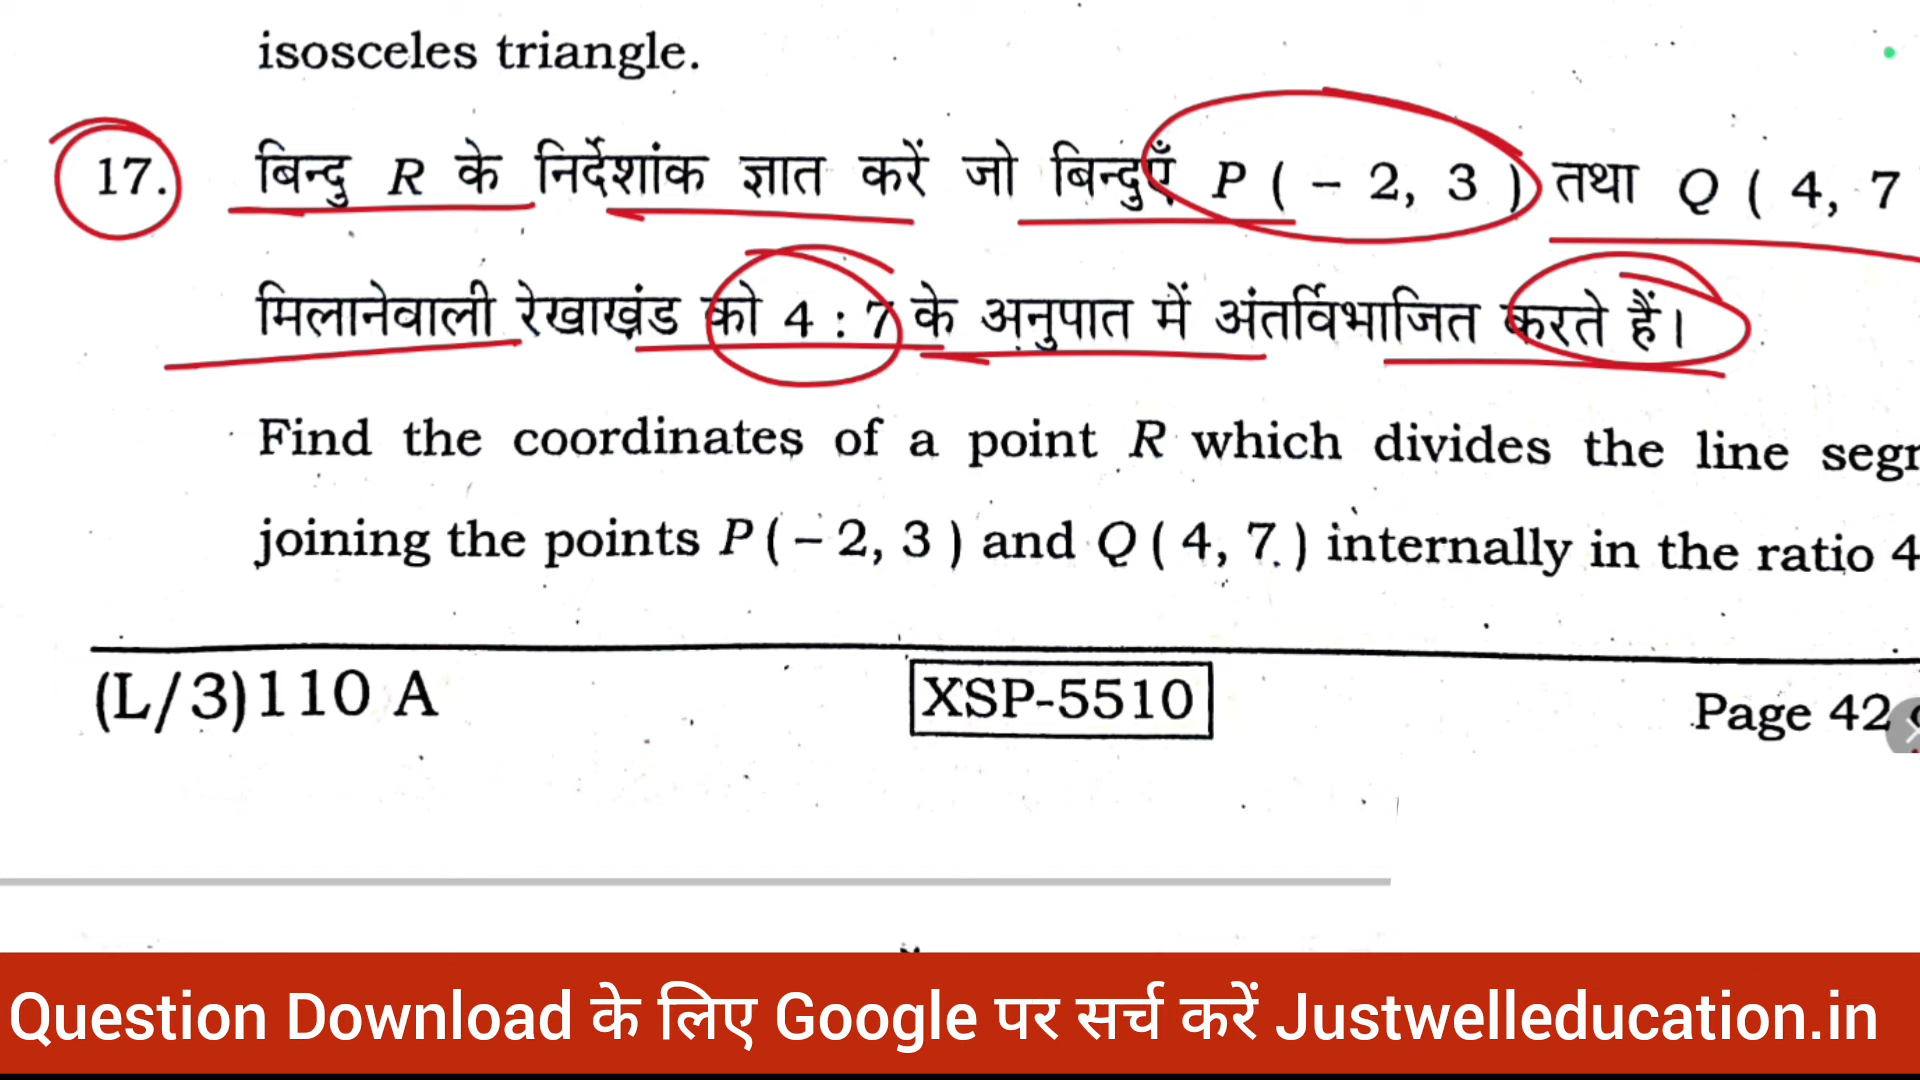 isosceles triangle.
17. बिन्दु R के निर्देशांक ज्ञात करें जो बिन्दुएँ P ( – 2, 3 ) तथा Q ( 4, 7
मिलानेवाली रेखाखंड को 4 : 7 के अनुपात में अंतर्विभाजित करते हैं।
Find the coordinates of a point R which divides the line
joining the points P ( – 2, 3 ) and Q ( 4, 7 ) internally in the ratio 4
(L/3)110 A XSP-5510 Page 42
Question Download के लिए Google पर सर्च करें Justwelleducation.in